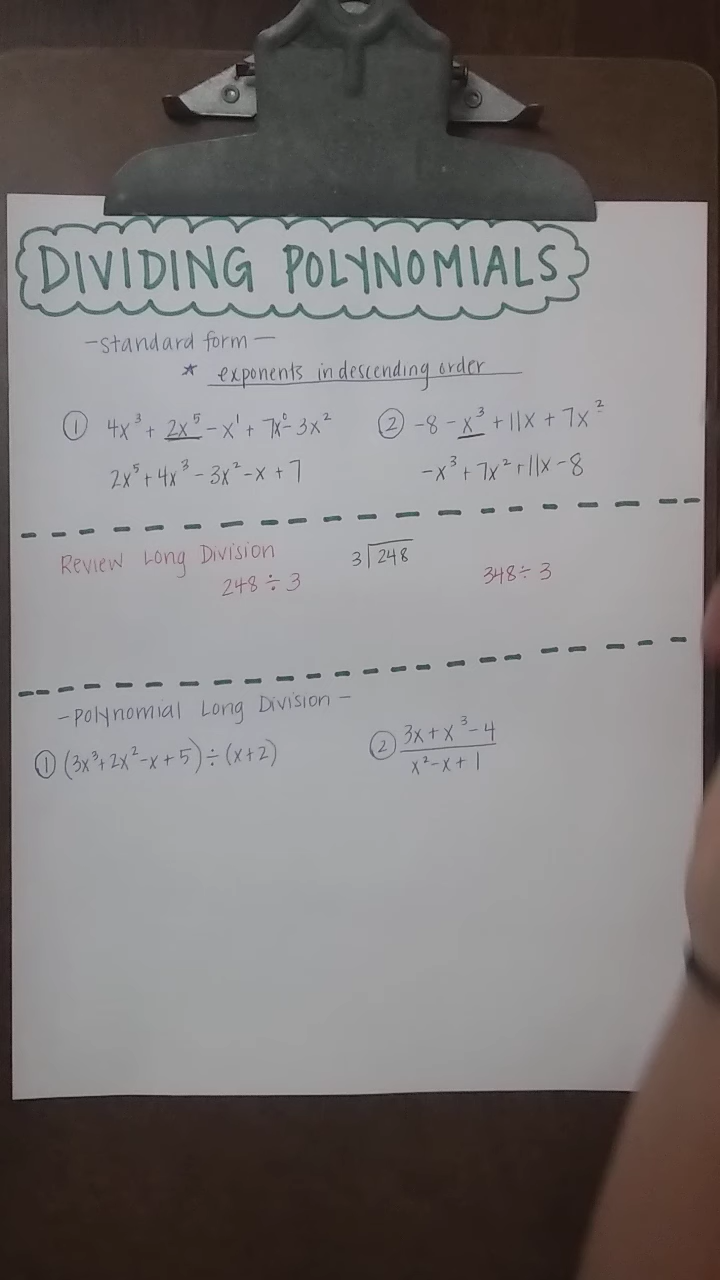 DIVIDING POLYNOMIALS
-standard form-
* exponents in descending order
① 4x³ + 2x⁵ - x¹ + 7x⁰ - 3x²
② -8 - x³ + 11x + 7x²
2x⁵ + 4x³ - 3x² - x + 7
-x³ + 7x² + 11x - 8
Review Long Division
248 ÷ 3
3 248
348 ÷ 3
-Polynomial Long Division-
① (3x³+2x²-x+5) ÷ (x+2)
② 3x + x³ - 4
x² - x + 1